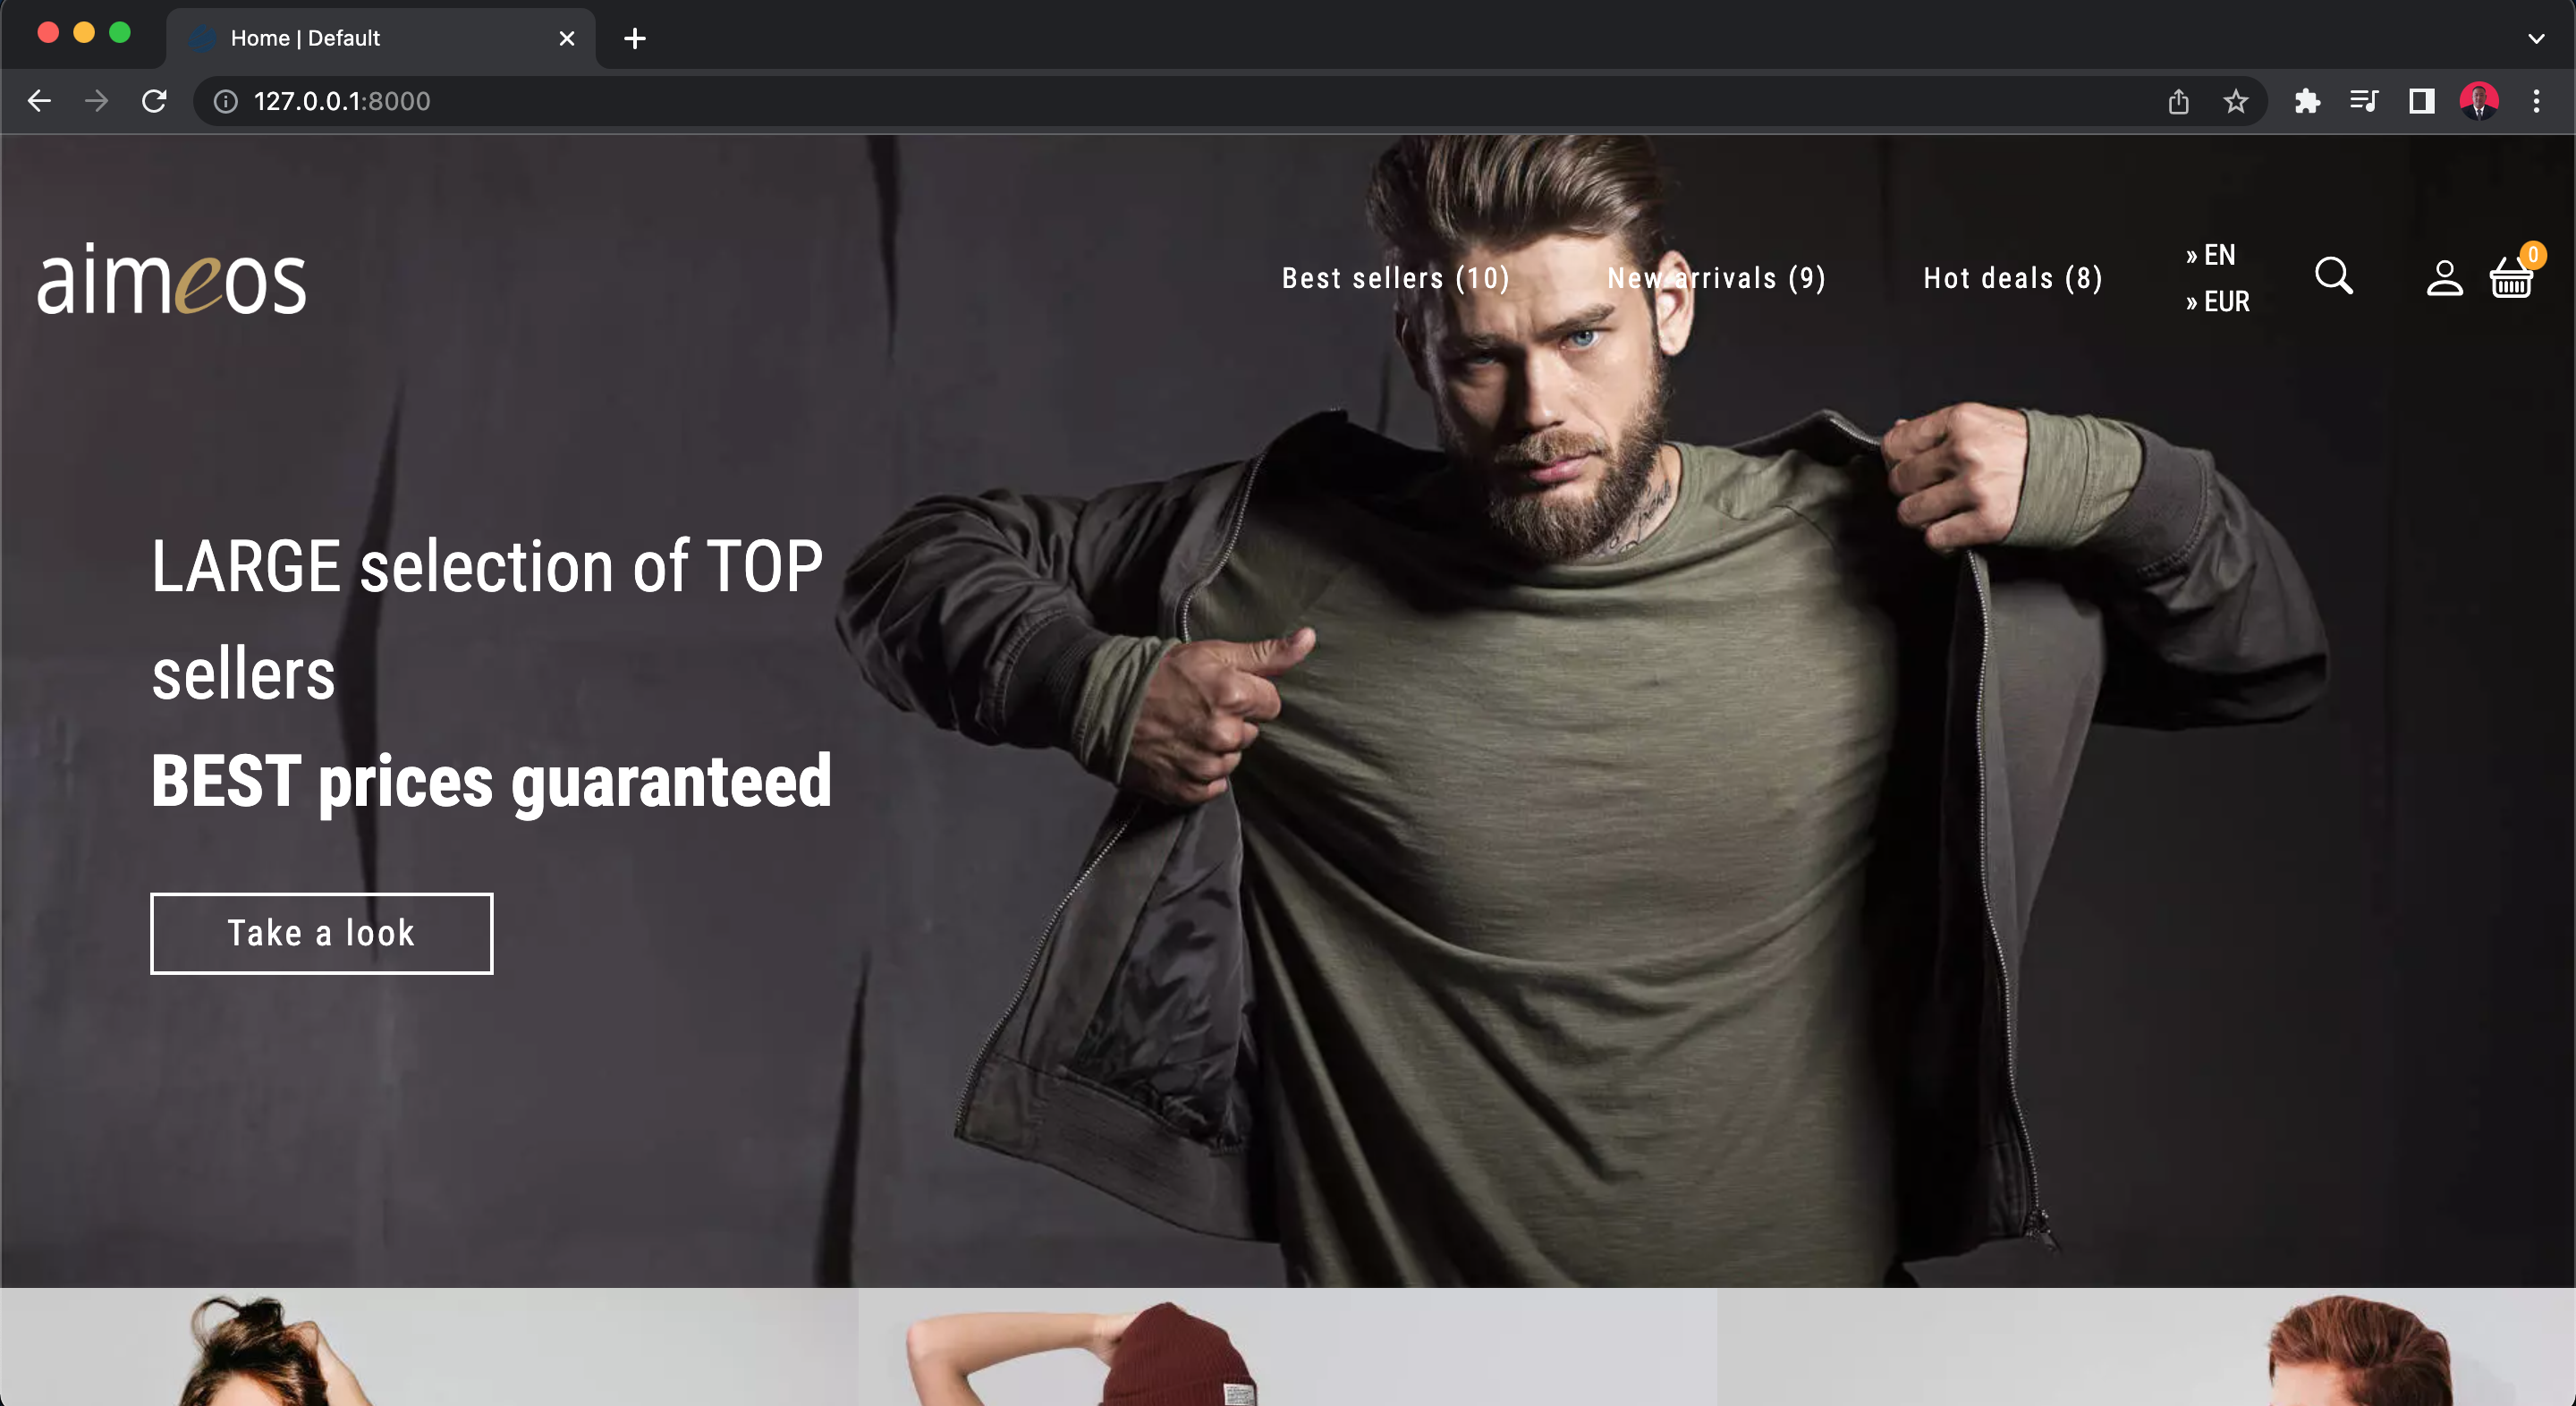 Home | Default
127.0.0.1:8000
aimeos
Best sellers (10)
New arrivals (9)
Hot deals (8)
» EN
» EUR
0
LARGE selection of TOP
sellers
BEST prices guaranteed
Take a look